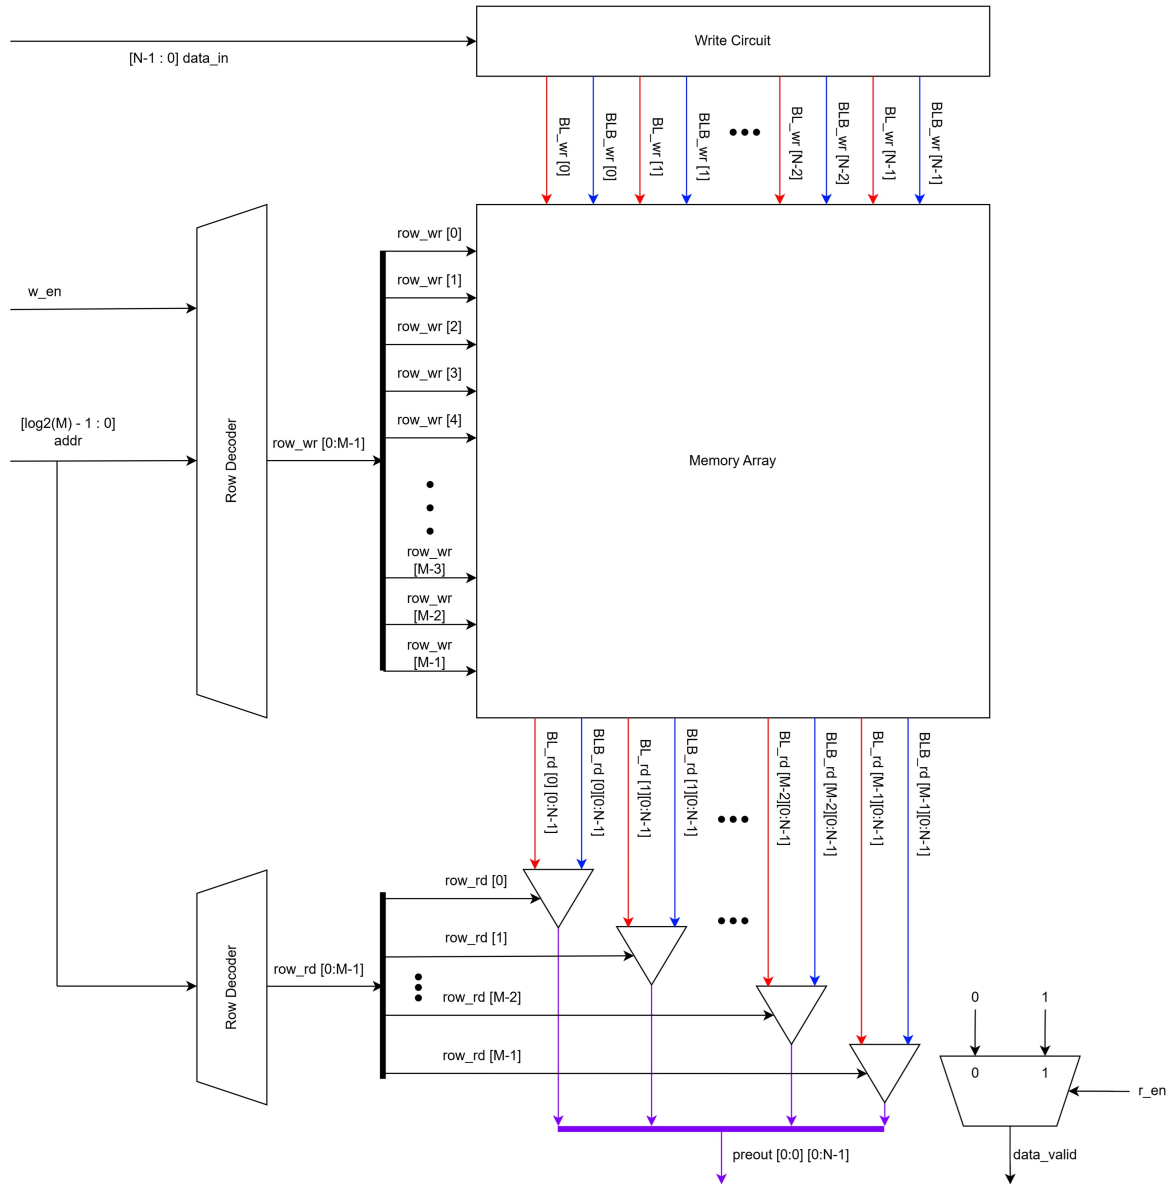 Write Circuit
[N-1 : 0] data_in
BL_wr [0]
BLB_wr [0]
BL_wr [1]
BLB_wr [1]
BL_wr [N-2]
BLB_wr [N-2]
BL_wr [N-1]
BLB_wr [N-1]
row_wr [0]
row_wr [1]
w_en
row_wr [2]
row_wr [3]
[log2(M) - 1 : 0]
addr
row_wr [4]
Row Decoder
row_wr [0:M-1]
Memory Array
row_wr
[M-3]
row_wr
[M-2]
row_wr
[M-1]
BL_rd [0] [0:N-1]
BLB_rd [0][0:N-1]
BL_rd [1][0:N-1]
BLB_rd [1][0:N-1]
BL_rd [M-2][0:N-1]
BLB_rd [M-2][0:N-1]
BL_rd [M-1][0:N-1]
BLB_rd [M-1][0:N-1]
row_rd [0]
row_rd [1]
Row Decoder
row_rd [0:M-1]
row_rd [M-2]
row_rd [M-1]
0 1
0 1
r_en
preout [0:0] [0:N-1]
data_valid